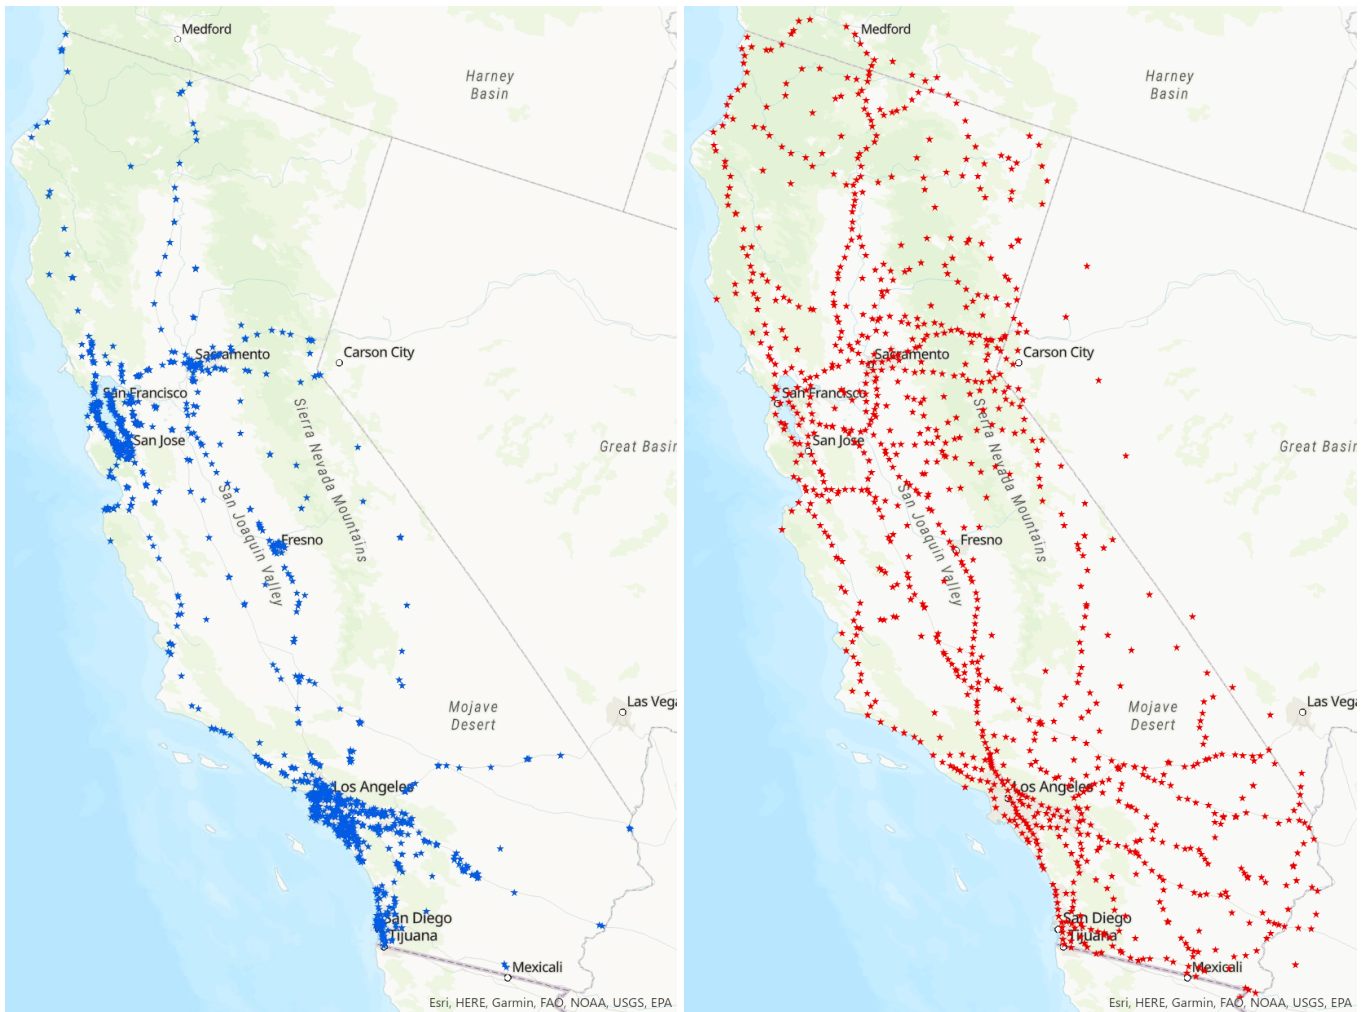 Medford
Harney
Basin
Carson City
Sacramento
San Francisco
San Jose
Great Basin
Sierra Nevada Mountains
San Joaquin Valley
Fresno
Mojave
Desert
Las Vega
Los Angeles
San Diego
Tijuana
Mexicali
Esri, HERE, Garmin, FAO, NOAA, USGS, EPA
Medford
Harney
Basin
Carson City
Sacramento
San Francisco
San Jose
Great Basin
Sierra Nevada Mountains
San Joaquin Valley
Fresno
Mojave
Desert
Las Vega
Los Angeles
San Diego
Tijuana
Mexicali
Esri, HERE, Garmin, FAO, NOAA, USGS, EPA